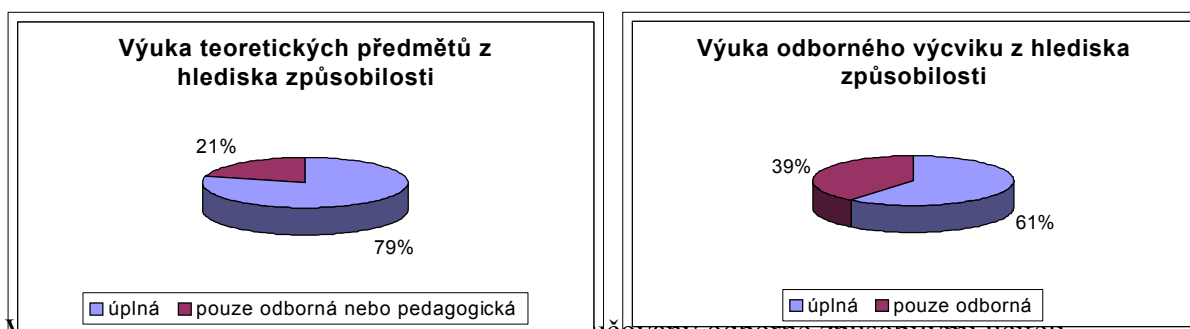 Výuka teoretických předmětů z
hlediska způsobilosti
21%
79%
úplná pouze odborná nebo pedagogická
Výuka odborného výcviku z hlediska
způsobilosti
39%
61%
úplná pouze odborná